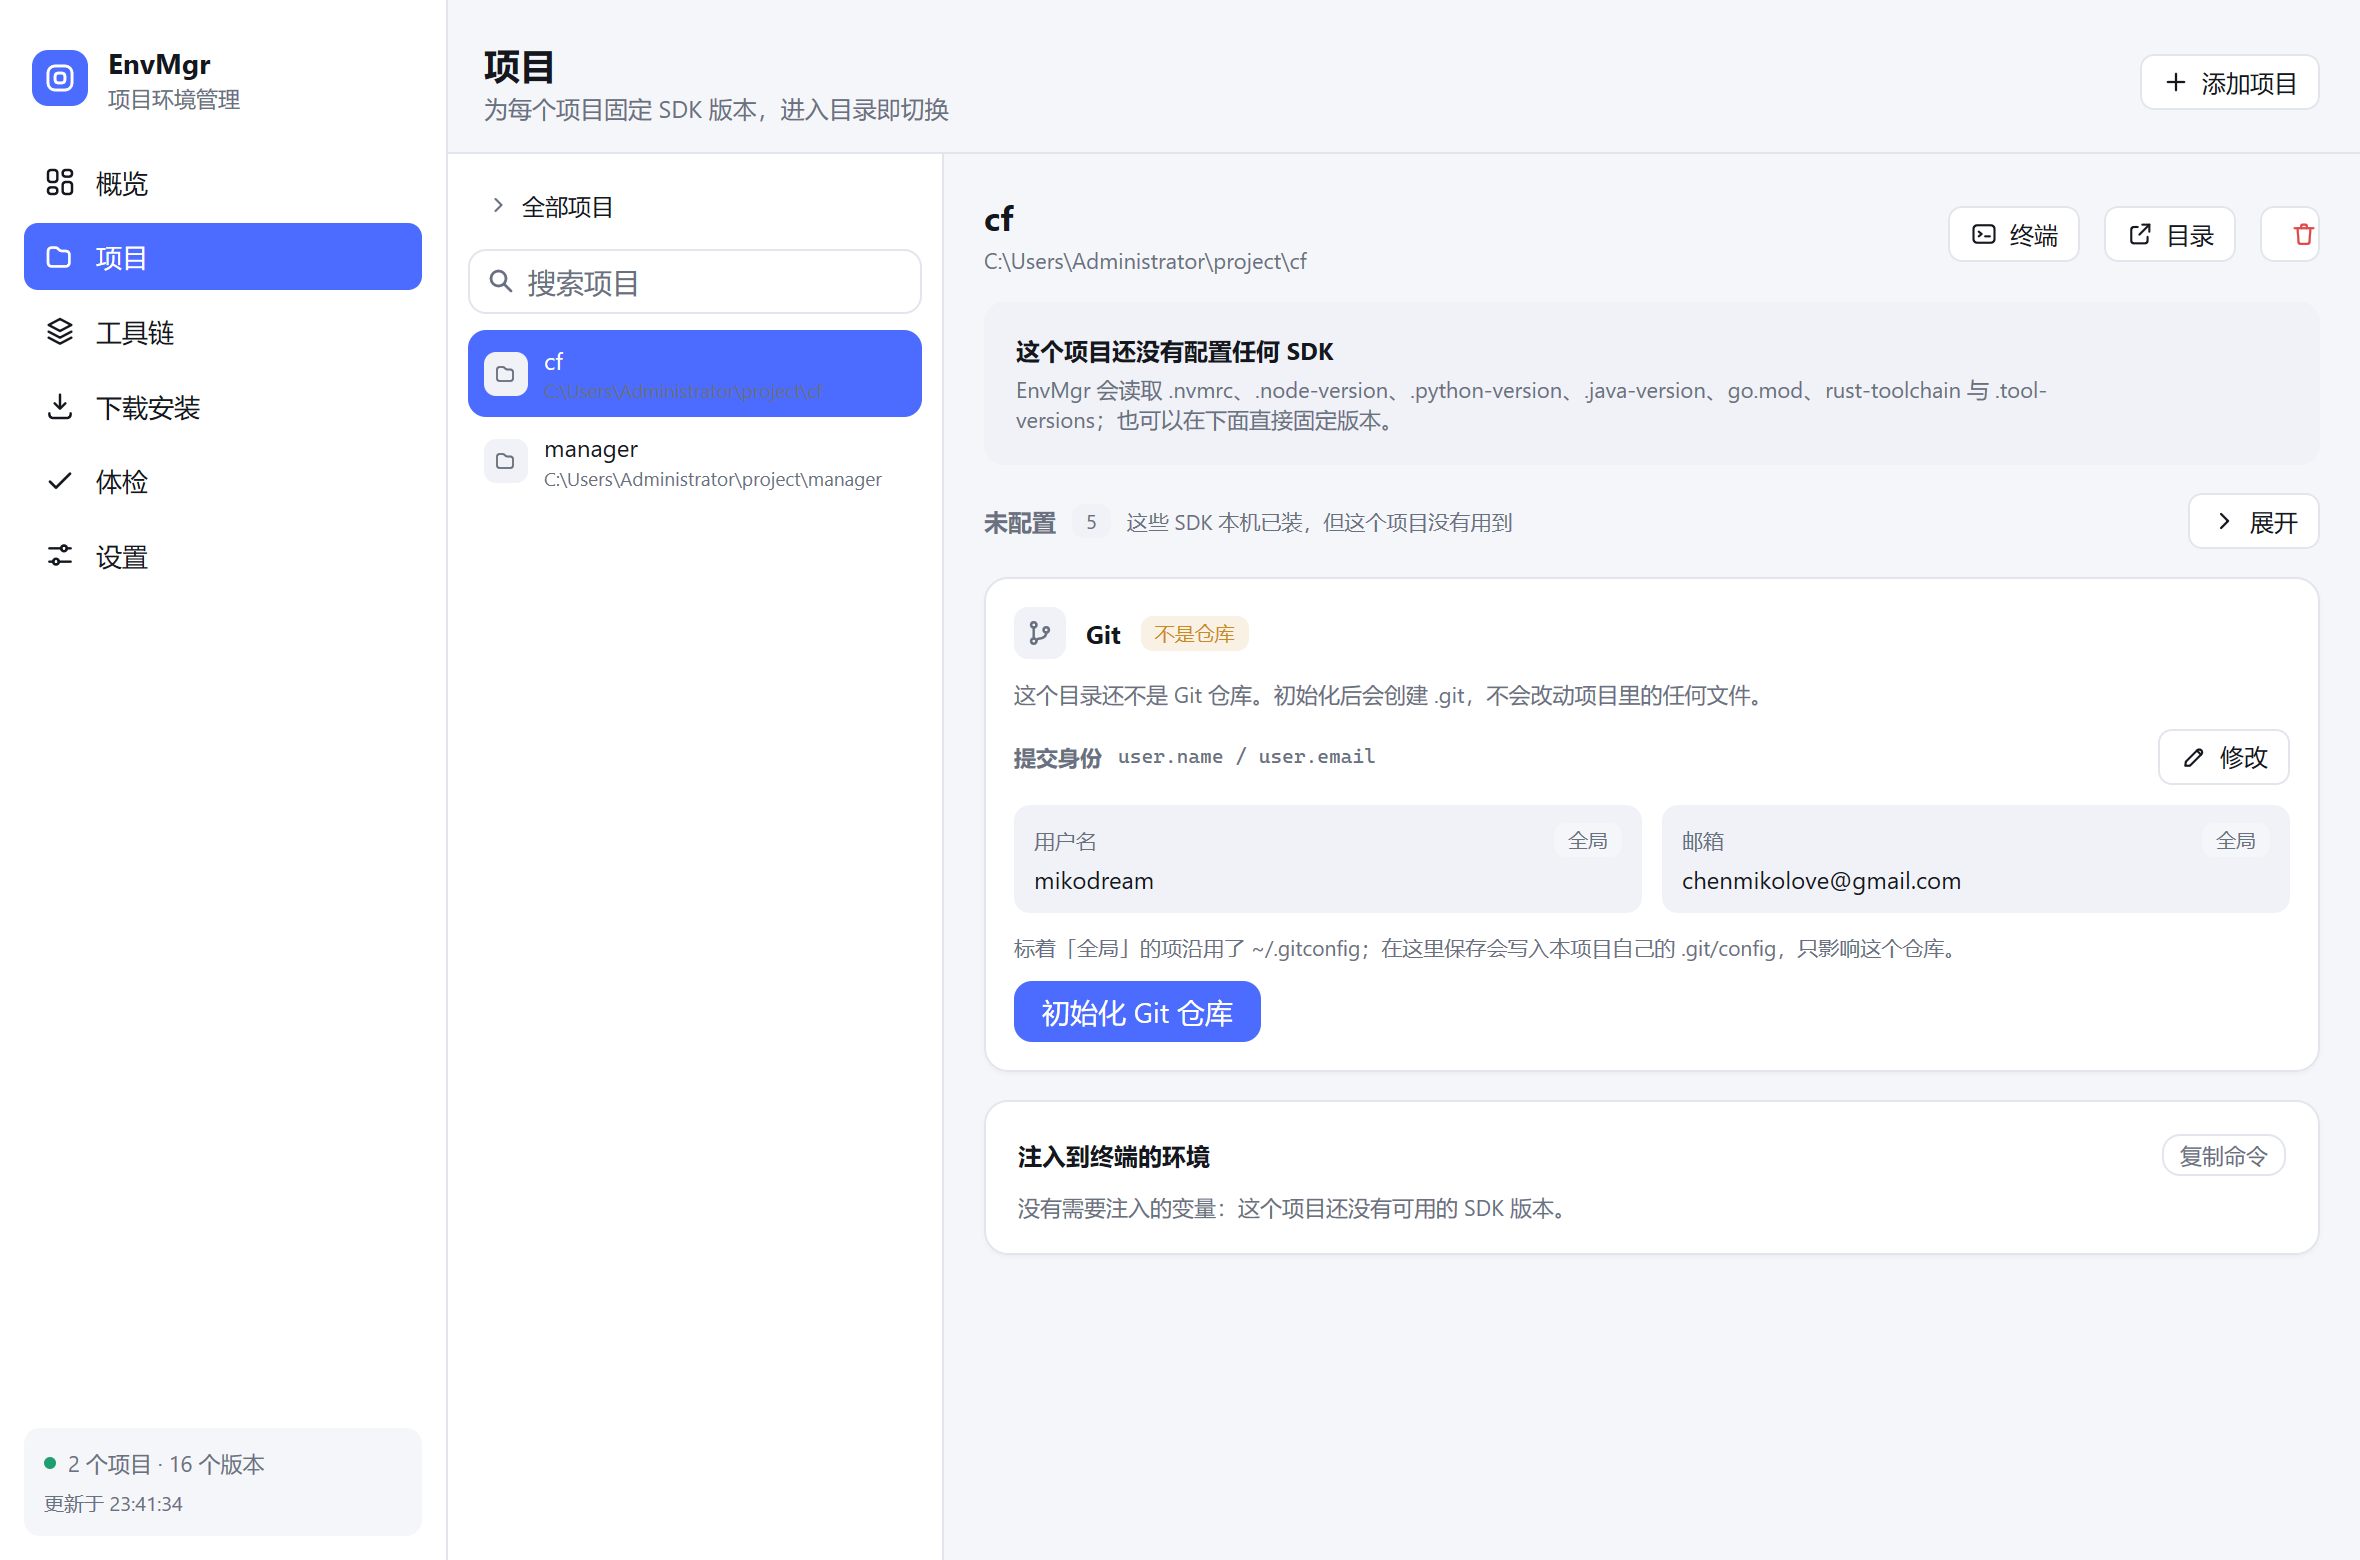 EnvMgr
项目环境管理
概览
项目
工具链
下载安装
体检
设置
2 个项目 · 16 个版本
更新于 23:41:34
项目
为每个项目固定 SDK 版本，进入目录即切换
添加项目
全部项目
搜索项目
cf
C:\Users\Administrator\project\cf
manager
C:\Users\Administrator\project\manager
cf
C:\Users\Administrator\project\cf
终端
目录
这个项目还没有配置任何 SDK
EnvMgr 会读取 .nvmrc、.node-version、.python-version、.java-version、go.mod、rust-toolchain 与 .tool-
versions；也可以在下面直接固定版本。
未配置 5 这些 SDK 本机已装，但这个项目没有用到
展开
Git 不是仓库
这个目录还不是 Git 仓库。初始化后会创建 .git，不会改动项目里的任何文件。
提交身份 user.name / user.email
修改
用户名 全局
mikodream
邮箱 全局
chenmikolove@gmail.com
标着「全局」的项沿用了 ~/.gitconfig；在这里保存会写入本项目自己的 .git/config，只影响这个仓库。
初始化 Git 仓库
注入到终端的环境
复制命令
没有需要注入的变量：这个项目还没有可用的 SDK 版本。